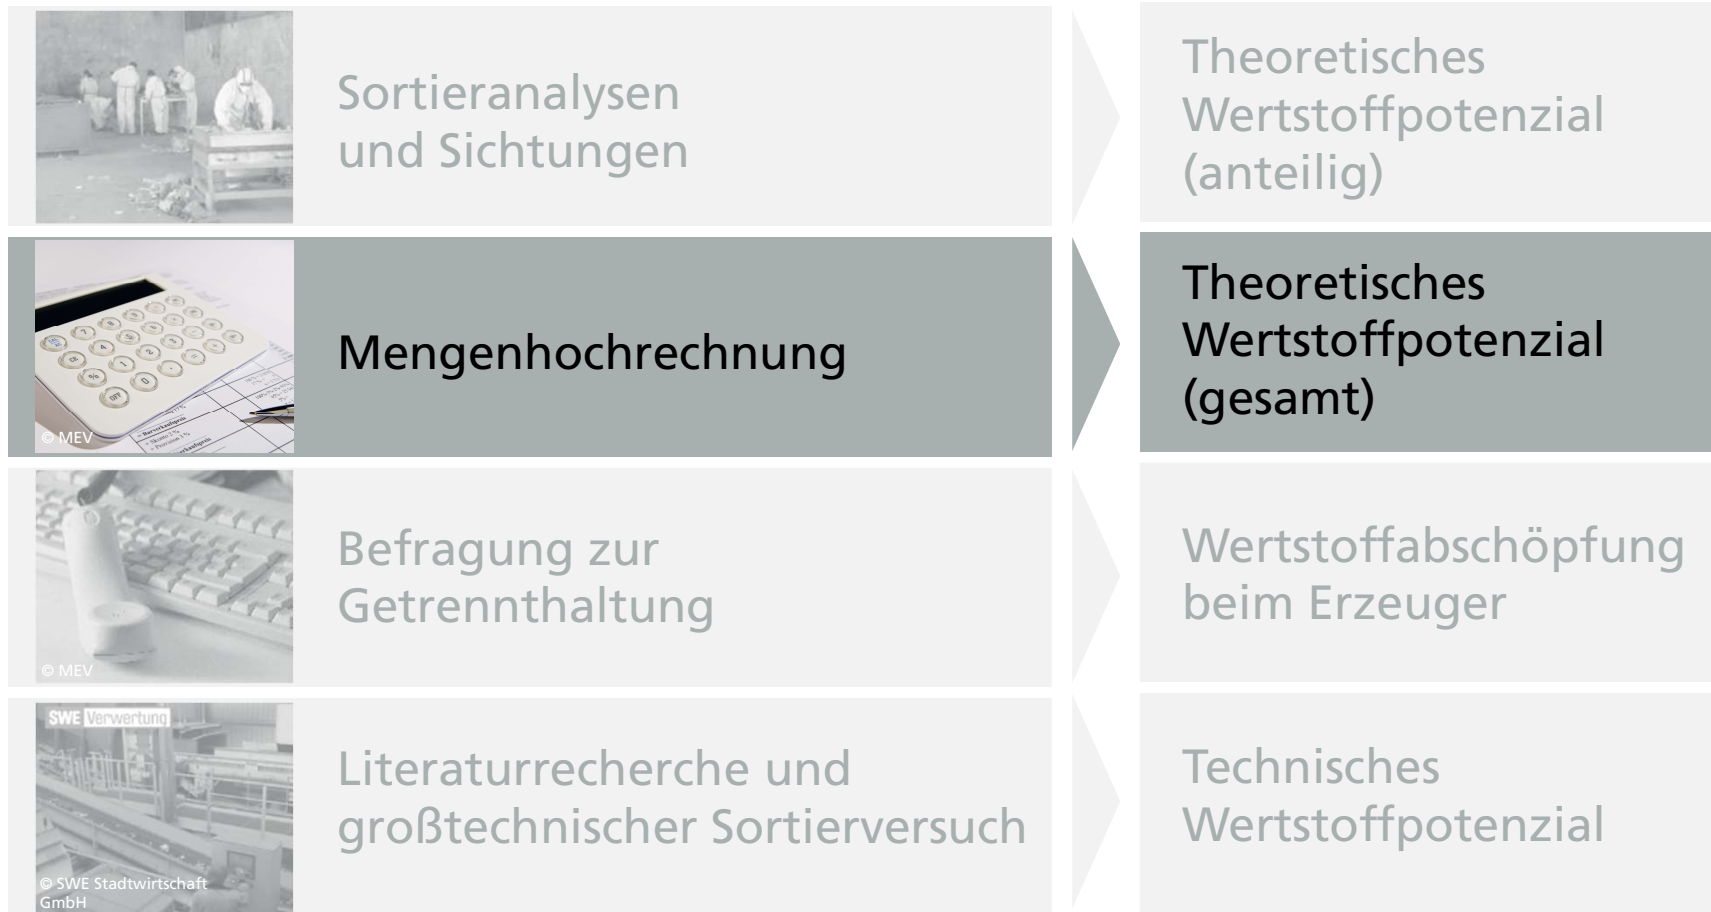 Sortieranalysen
und Sichtungen
Theoretisches
Wertstoffpotenzial
(anteilig)
Mengenhochrechnung
© MEV
Theoretisches
Wertstoffpotenzial
(gesamt)
Befragung zur
Getrennthaltung
© MEV
Wertstoffabschöpfung
beim Erzeuger
SWE Verwertung
Literaturrecherche und
großtechnischer Sortierversuch
© SWE Stadtwirtschaft
GmbH
Technisches
Wertstoffpotenzial